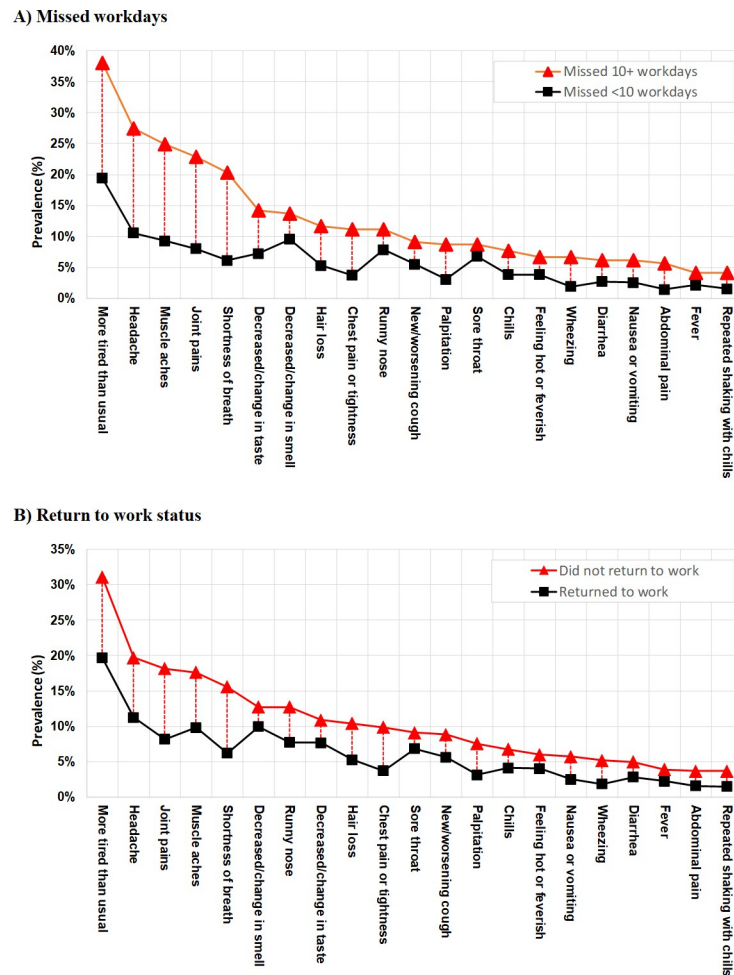 A) Missed workdays
40%
35%
30%
25%
20%
15%
10%
5%
0%
Prevalence (%)
Missed 10+ workdays
Missed <10 workdays
More tired than usual
Headache
Muscle aches
Joint pains
Shortness of breath
Decreased/change in taste
Decreased/change in smell
Hair loss
Chest pain or tightness
Runny nose
New/worsening cough
Palpitation
Sore throat
Chills
Feeling hot or feverish
Wheezing
Diarrhea
Nausea or vomiting
Abdominal pain
Fever
Repeated shaking with chills
B) Return to work status
35%
30%
25%
20%
15%
10%
5%
0%
Prevalence (%)
Did not return to work
Returned to work
More tired than usual
Headache
Joint pains
Muscle aches
Shortness of breath
Decreased/change in smell
Runny nose
Decreased/change in taste
Hair loss
Chest pain or tightness
Sore throat
New/worsening cough
Palpitation
Chills
Feeling hot or feverish
Nausea or vomiting
Wheezing
Diarrhea
Fever
Abdominal pain
Repeated shaking with chills